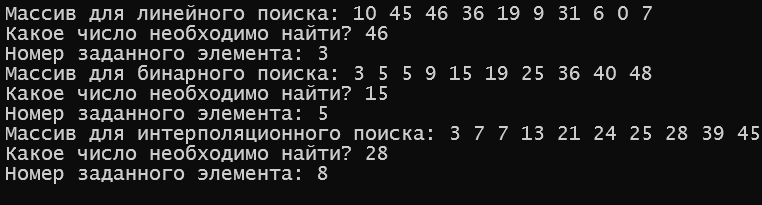 Массив для линейного поиска: 10 45 46 36 19 9 31 6 0 7
Какое число необходимо найти? 46
Номер заданного элемента: 3
Массив для бинарного поиска: 3 5 5 9 15 19 25 36 40 48
Какое число необходимо найти? 15
Номер заданного элемента: 5
Массив для интерполяционного поиска: 3 7 7 13 21 24 25 28 39 45
Какое число необходимо найти? 28
Номер заданного элемента: 8